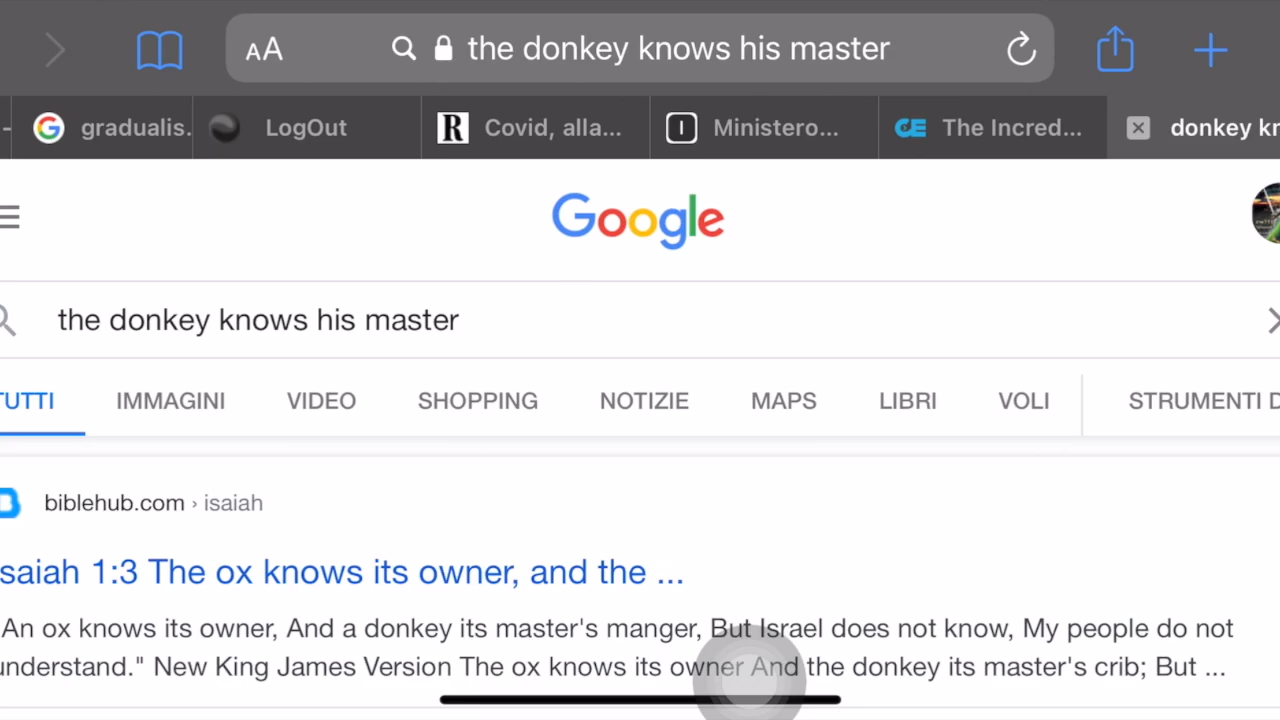 AA the donkey knows his master
gradualis. LogOut Covid, alla... Ministero... The Incred... donkey kn
Google
the donkey knows his master
TUTTI IMMAGINI VIDEO SHOPPING NOTIZIE MAPS LIBRI VOLI STRUMENTI D
biblehub.com › isaiah
saiah 1:3 The ox knows its owner, and the ...
An ox knows its owner, And a donkey its master's manger, But Israel does not know, My people do not
understand." New King James Version The ox knows its owner And the donkey its master's crib; But ...